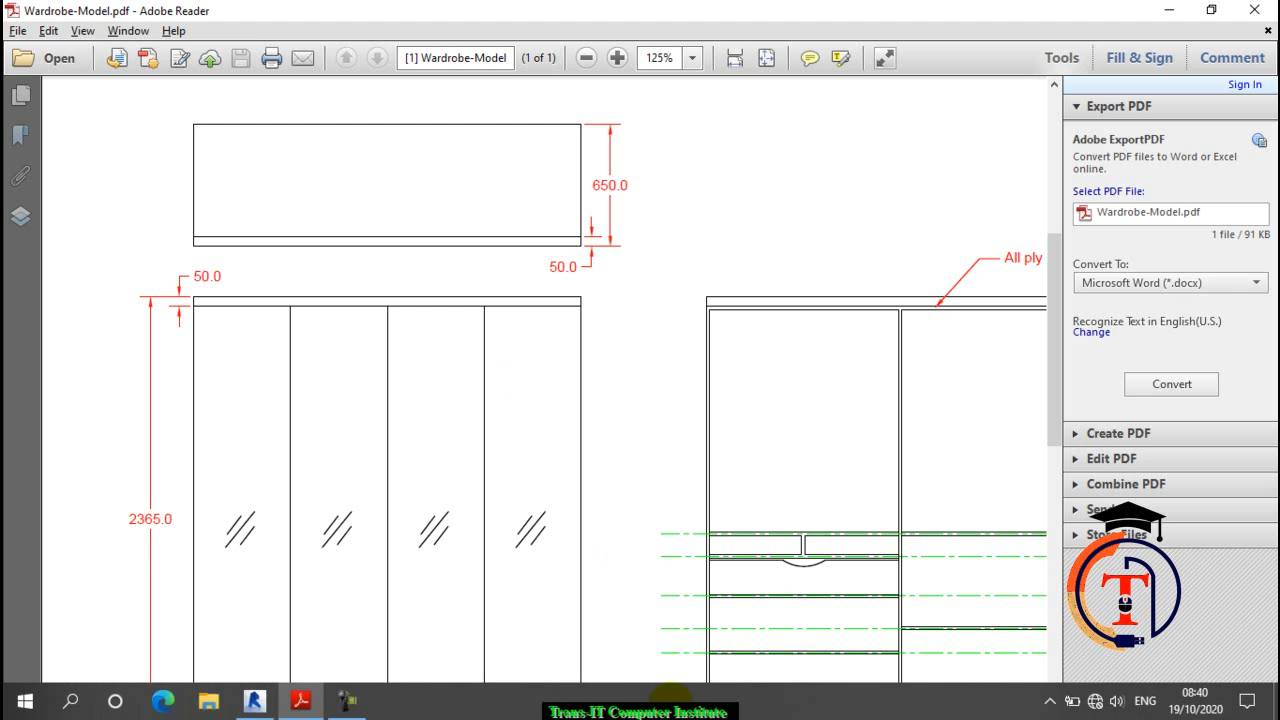 Wardrobe-Model.pdf - Adobe Reader
File Edit View Window Help
Open [1] Wardrobe-Model (1 of 1) 125% Tools Fill & Sign Comment
Sign In
Export PDF
Adobe ExportPDF
Convert PDF files to Word or Excel
online.
Select PDF File:
Wardrobe-Model.pdf
1 file / 91 KB
Convert To:
Microsoft Word (*.docx)
Recognize Text in English(U.S.)
Change
Convert
Create PDF
Edit PDF
Combine PDF
650.0
50.0
50.0
All ply
2365.0
T
ENG
08:40
19/10/2020
Trans-IT Computer Institute